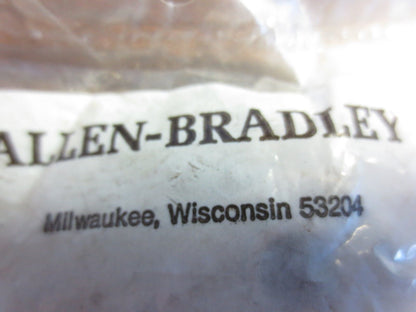 ALLEN-BRADLEY
Milwaukee, Wisconsin 53204